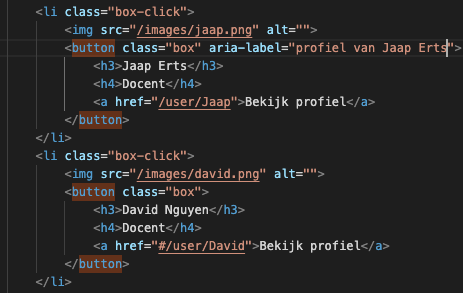 <li class="box-click">
<img src="/images/jaap.png" alt="">
<button class="box" aria-label="profiel van Jaap Erts">
<h3>Jaap Erts</h3>
<h4>Docent</h4>
<a href="/user/Jaap">Bekijk profiel</a>
</button>
</li>
<li class="box-click">
<img src="/images/david.png" alt="">
<button class="box">
<h3>David Nguyen</h3>
<h4>Docent</h4>
<a href="#/user/David">Bekijk profiel</a>
</button>
</li>